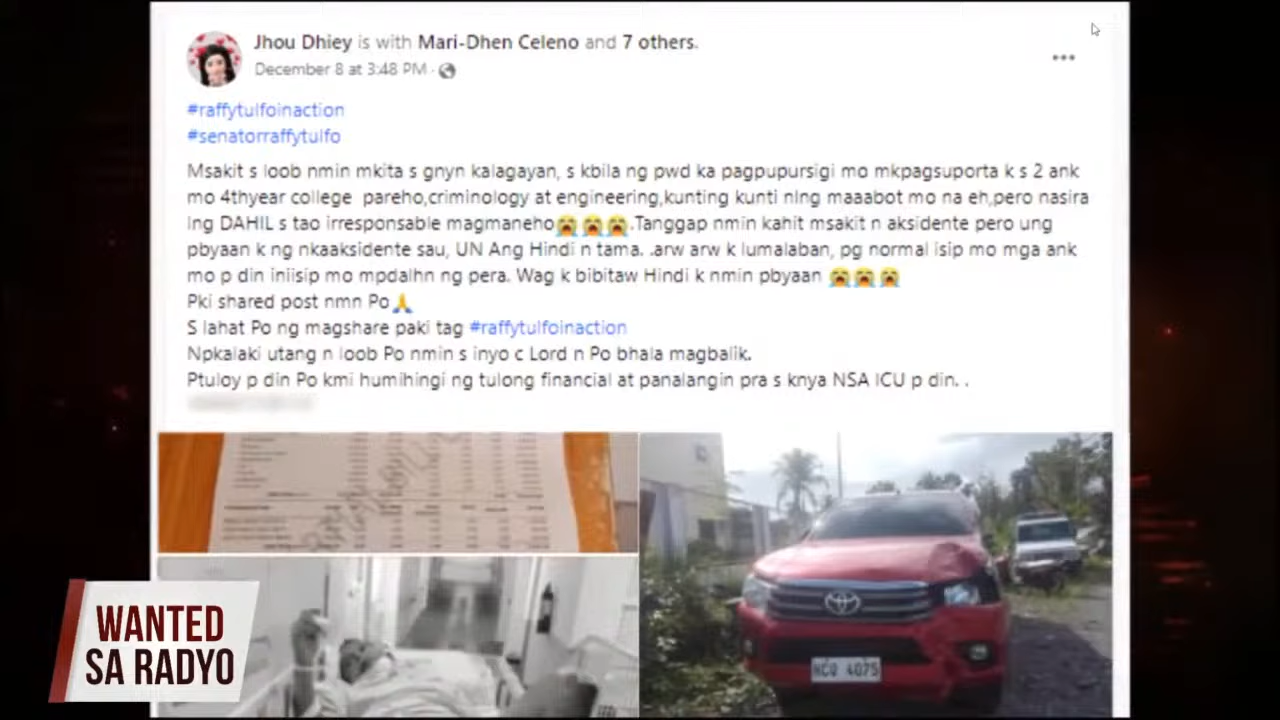 Jhou Dhiey is with Mari-Dhen Celeno and 7 others.
December 8 at 3:48 PM ·
#raffytulfoinaction
#senatorraffytulfo
Msakit s loob nmin mkita s gnyn kalagayan, s kbila ng pwd ka pagpupursigi mo mkpagsuporta k s 2 ank
mo 4thyear college pareho,criminology at engineering,kunting kunti nlng maaabot mo na eh,pero nasira
lng DAHIL s tao irresponsable magmaneho😭😭😭.Tanggap nmin kahit msakit n aksidente pero ung
pbyaan k ng nkaaksidente sau, UN Ang Hindi n tama. .arw arw k lumalaban, pg normal isip mo mga ank
mo p din iniisip mo mpdalhn ng pera. Wag k bibitaw Hindi k nmin pbyaan 😭😭😭
Pki shared post nmn Po🙏
S lahat Po ng magshare paki tag #raffytulfoinaction
Npkalaki utang n loob Po nmin s inyo c Lord n Po bhala magbalik.
Ptuloy p din Po kmi humihingi ng tulong financial at panalangin pra s knya NSA ICU p din. .
NCQ 4075
WANTED
SA RADYO